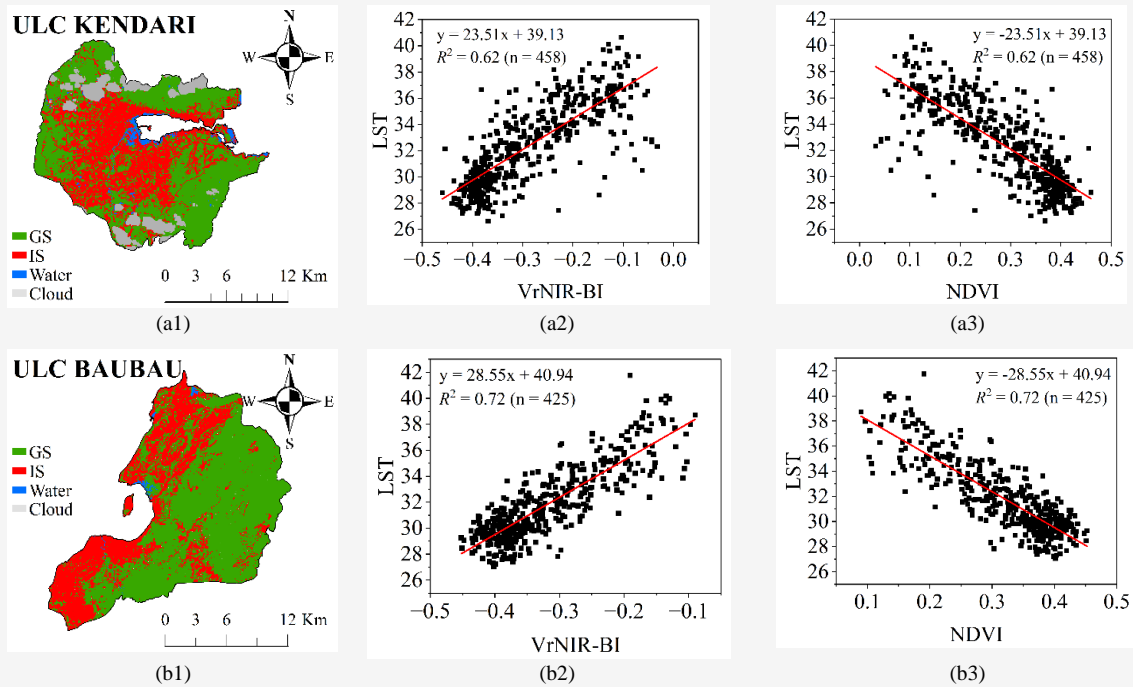 ULC KENDARI
N
W E
S
GS
IS
Water
Cloud
0 3 6 12 Km
(a1)
y = 23.51x + 39.13
R² = 0.62 (n = 458)
42
40
38
36
34
32
30
28
26
LST
−0.5 −0.4 −0.3 −0.2 −0.1 0.0
VrNIR-BI
(a2)
y = -23.51x + 39.13
R² = 0.62 (n = 458)
42
40
38
36
34
32
30
28
26
LST
0.0 0.1 0.2 0.3 0.4 0.5
NDVI
(a3)
ULC BAUBAU
N
W E
S
GS
IS
Water
Cloud
0 3 6 12 Km
(b1)
y = 28.55x + 40.94
R² = 0.72 (n = 425)
42
40
38
36
34
32
30
28
26
LST
−0.5 −0.4 −0.3 −0.2 −0.1
VrNIR-BI
(b2)
y = -28.55x + 40.94
R² = 0.72 (n = 425)
42
40
38
36
34
32
30
28
26
LST
0.1 0.2 0.3 0.4 0.5
NDVI
(b3)